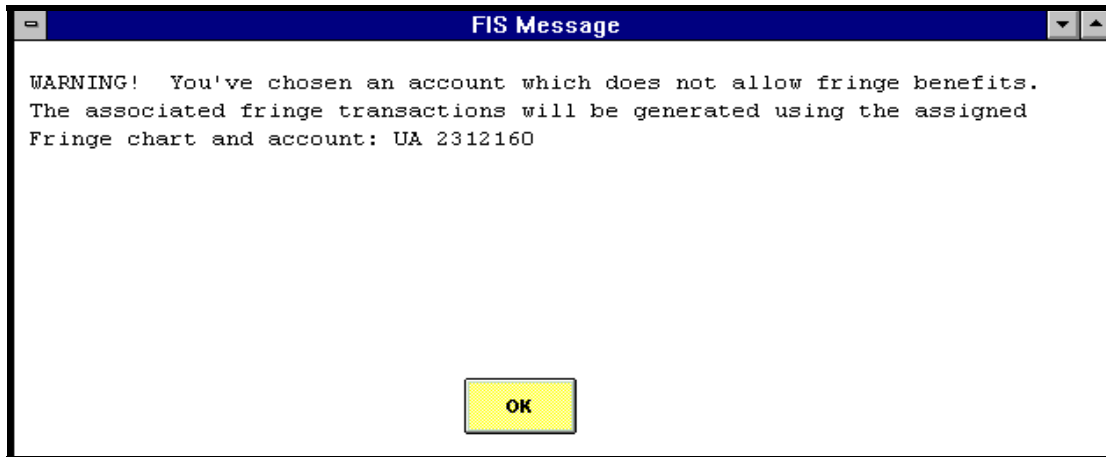 FIS Message
WARNING!  You've chosen an account which does not allow fringe benefits.
The associated fringe transactions will be generated using the assigned
Fringe chart and account: UA 2312160
OK